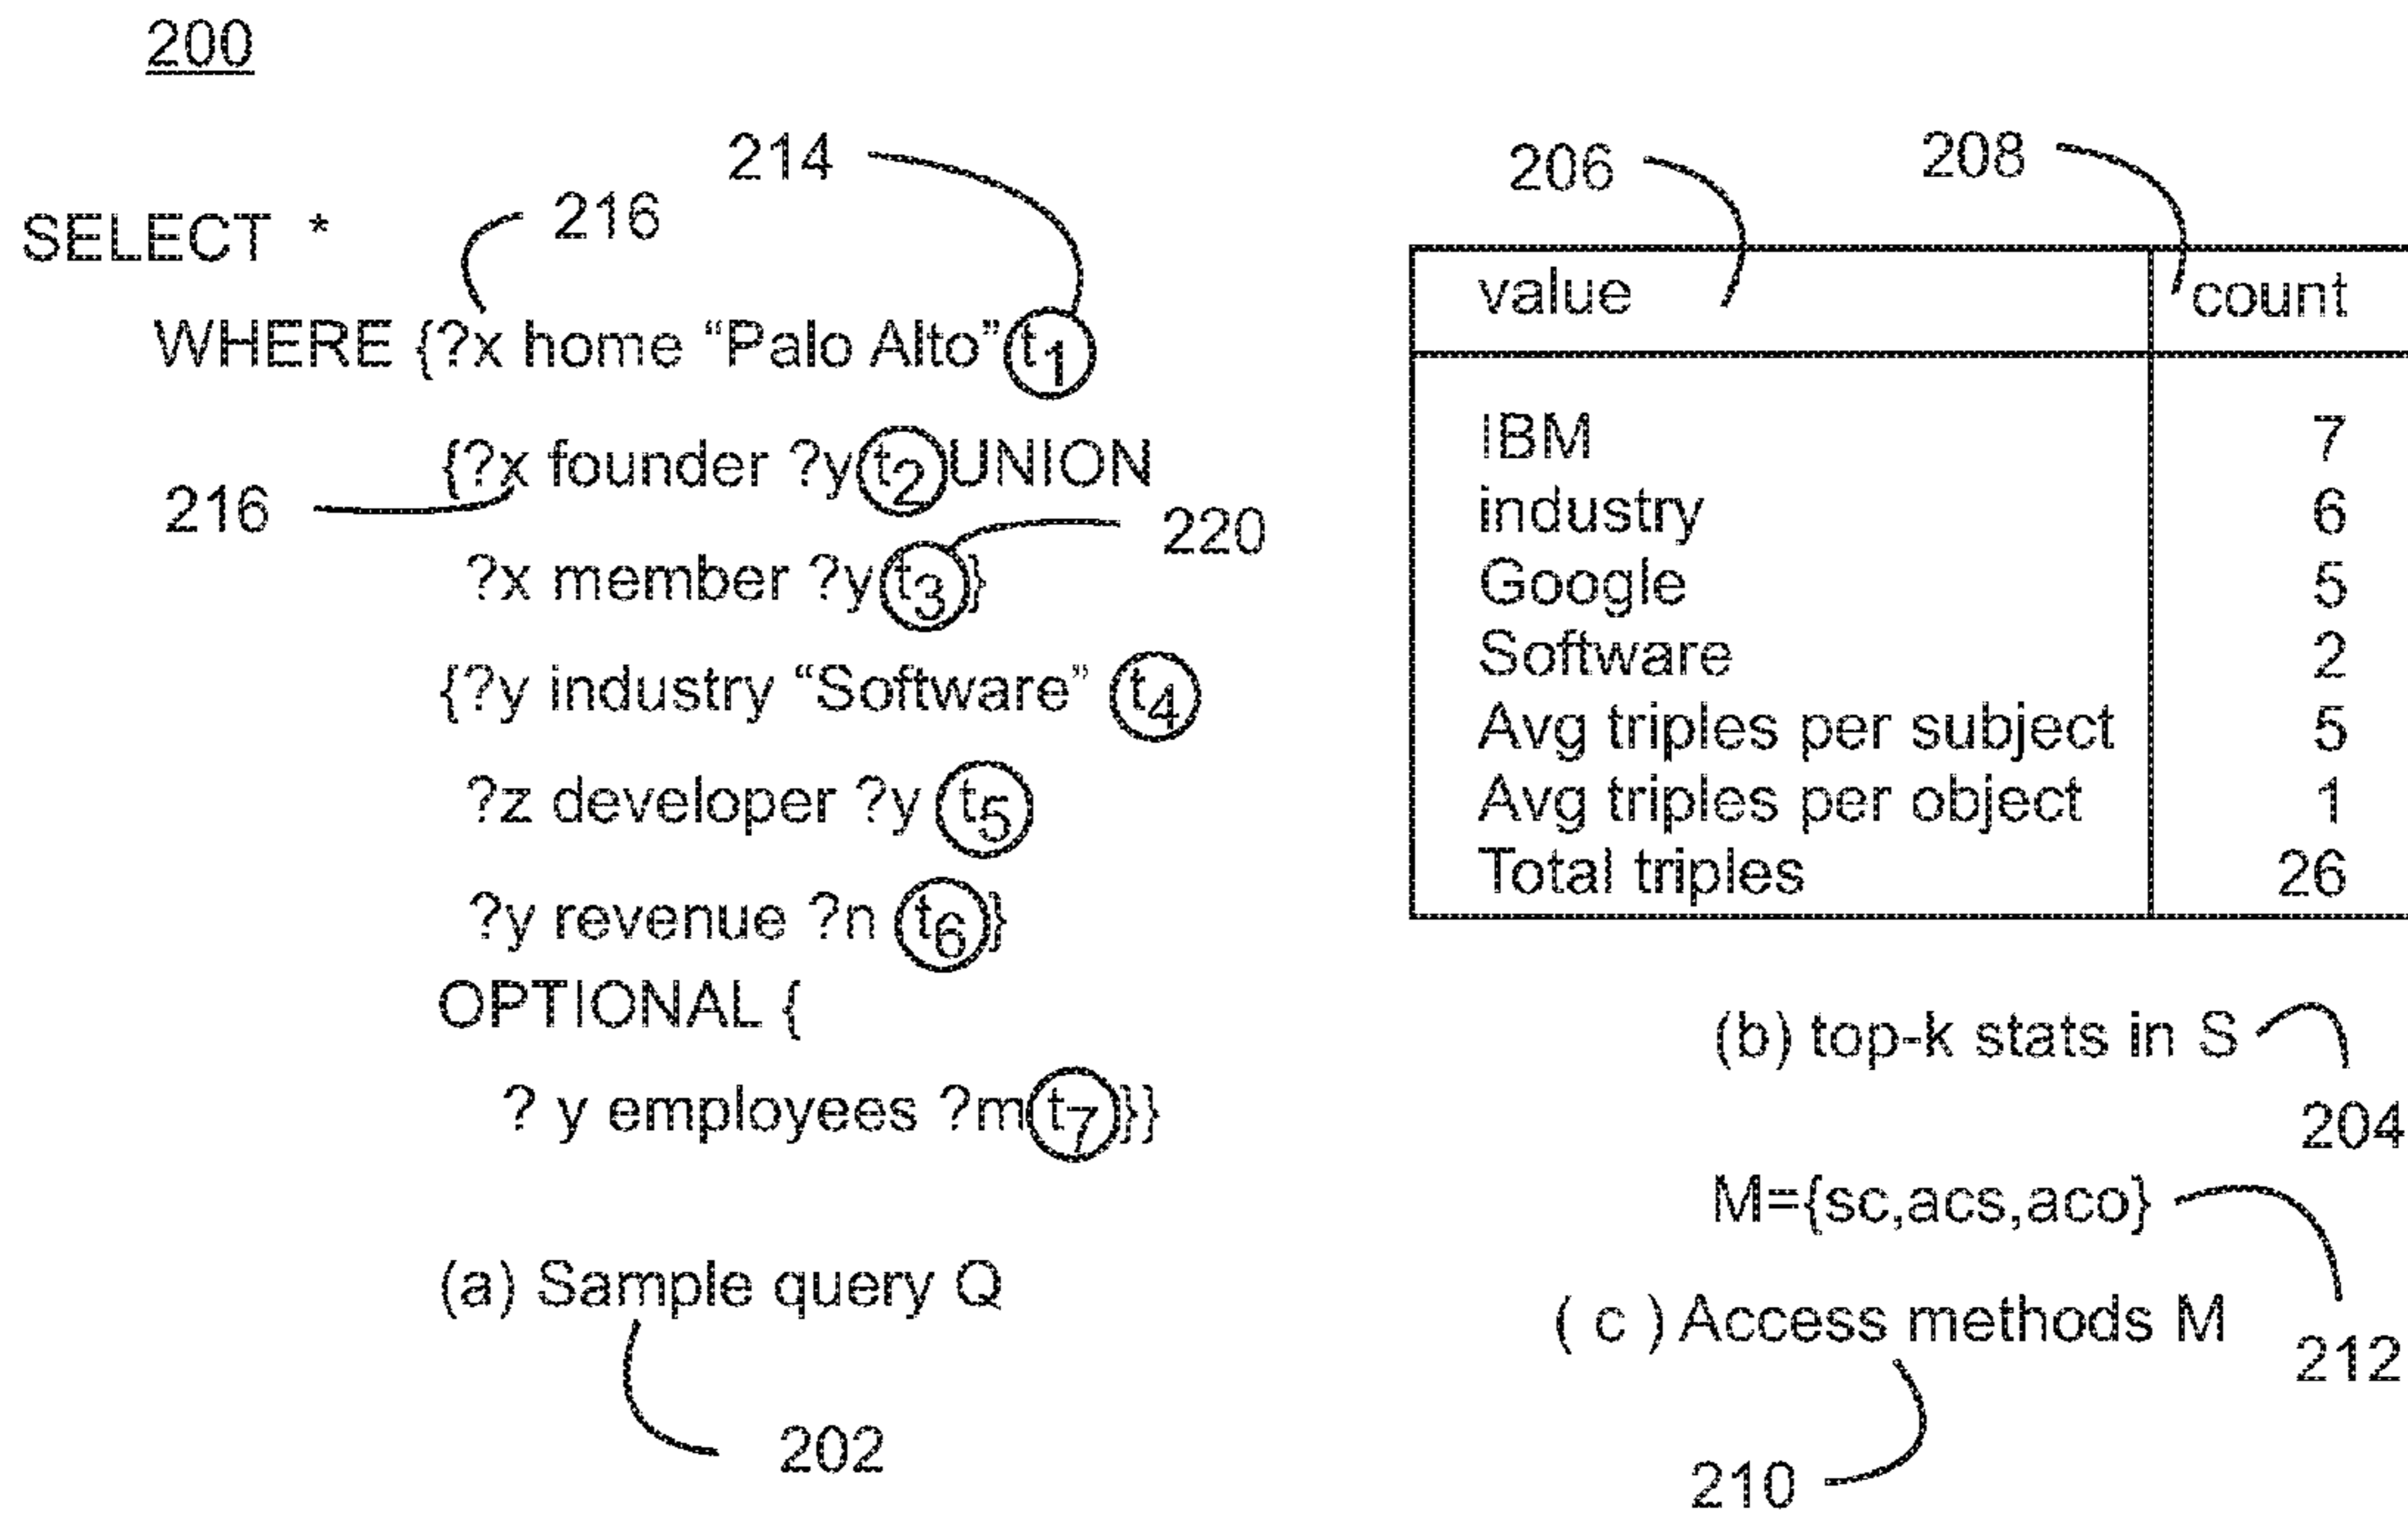 200
214
216
SELECT *
WHERE {?x home “Palo Alto” t1
{?x founder ?y t2 UNION
216
220
?x member ?y t3 }
{?y industry “Software” t4
?z developer ?y t5
?y revenue ?n t6 }
OPTIONAL {
? y employees ?m t7 }}
(a) Sample query Q
202
206
208
value count
IBM 7
industry 6
Google 5
Software 2
Avg triples per subject 5
Avg triples per object 1
Total triples 26
(b) top-k stats in S
204
M={sc,acs,aco}
( c ) Access methods M
212
210